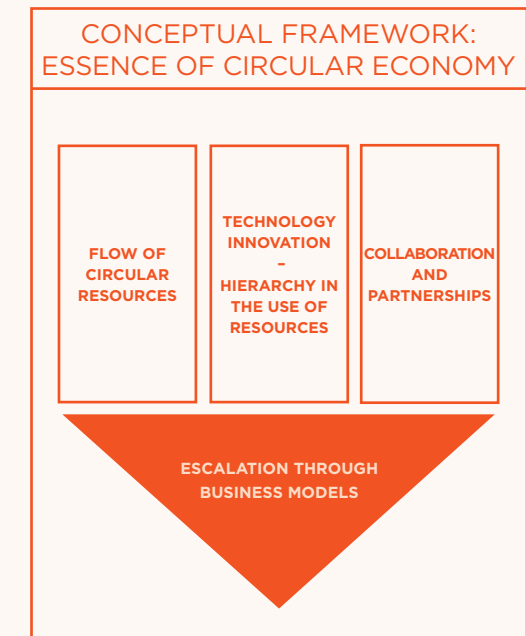 CONCEPTUAL FRAMEWORK:
ESSENCE OF CIRCULAR ECONOMY
FLOW OF
CIRCULAR
RESOURCES
TECHNOLOGY
INNOVATION
–
HIERARCHY IN
THE USE OF
RESOURCES
COLLABORATION
AND
PARTNERSHIPS
ESCALATION THROUGH
BUSINESS MODELS